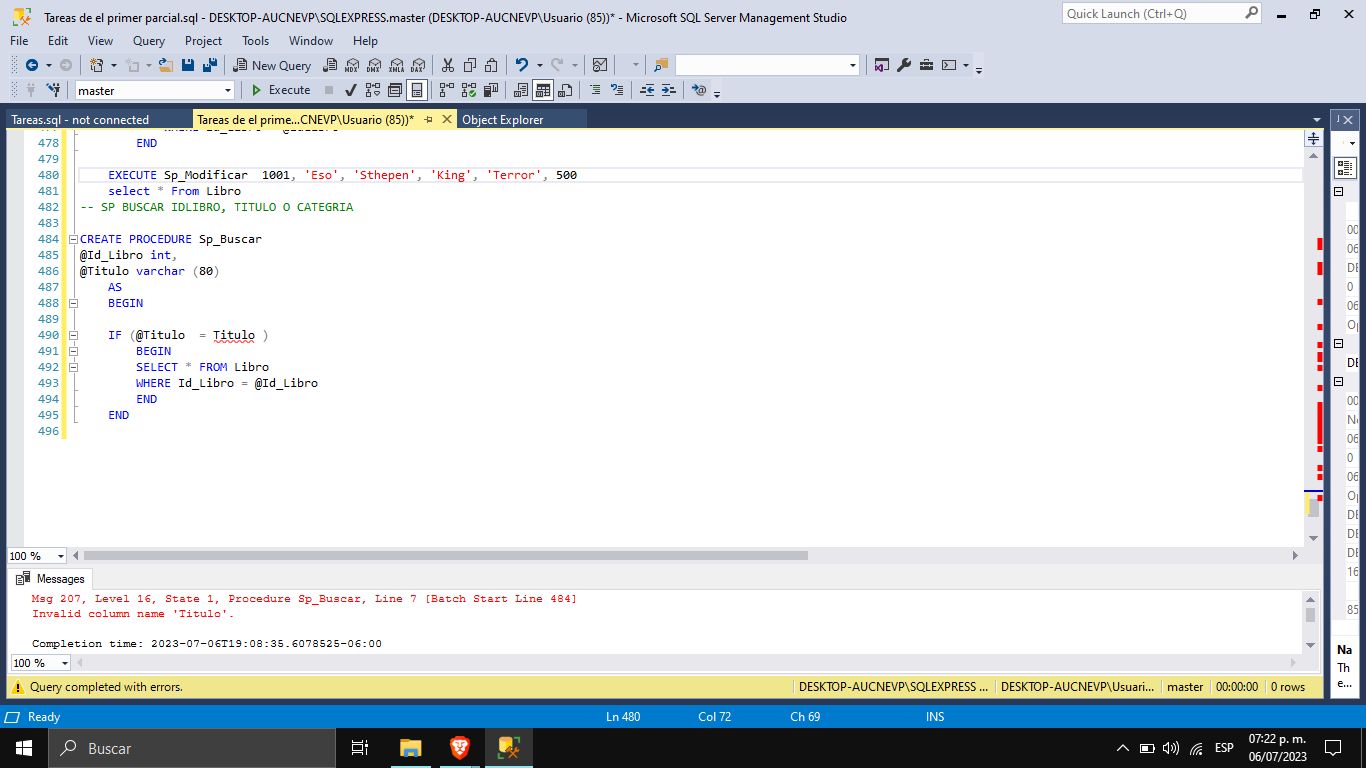 Tareas de el primer parcial.sql - DESKTOP-AUCNEVP\SQLEXPRESS.master (DESKTOP-AUCNEVP\Usuario (85))* - Microsoft SQL Server Management Studio
Quick Launch (Ctrl+Q)
File Edit View Query Project Tools Window Help
New Query MDX DMX XMLA DAX
master Execute
Tareas.sql - not connected Tareas de el prime...CNEVP\Usuario (85))* Object Explorer
478 END
479
480 EXECUTE Sp_Modificar 1001, 'Eso', 'Sthepen', 'King', 'Terror', 500
481 select * From Libro
482 -- SP BUSCAR IDLIBRO, TITULO O CATEGRIA
483
484 CREATE PROCEDURE Sp_Buscar
485 @Id_Libro int,
486 @Titulo varchar (80)
487 AS
488 BEGIN
489
490 IF (@Titulo = Titulo )
491 BEGIN
492 SELECT * FROM Libro
493 WHERE Id_Libro = @Id_Libro
494 END
495 END
496
100 %
Messages
Msg 207, Level 16, State 1, Procedure Sp_Buscar, Line 7 [Batch Start Line 484]
Invalid column name 'Titulo'.
Completion time: 2023-07-06T19:08:35.6078525-06:00
100 %
Query completed with errors. DESKTOP-AUCNEVP\SQLEXPRESS ... DESKTOP-AUCNEVP\Usuari... master 00:00:00 0 rows
00
06
DE
0
06
Op
DE
00
No
06
0
06
Op
DE
DE
DE
16
85
Na
Th
e...
Ready Ln 480 Col 72 Ch 69 INS
Buscar
ESP
07:22 p. m.
06/07/2023